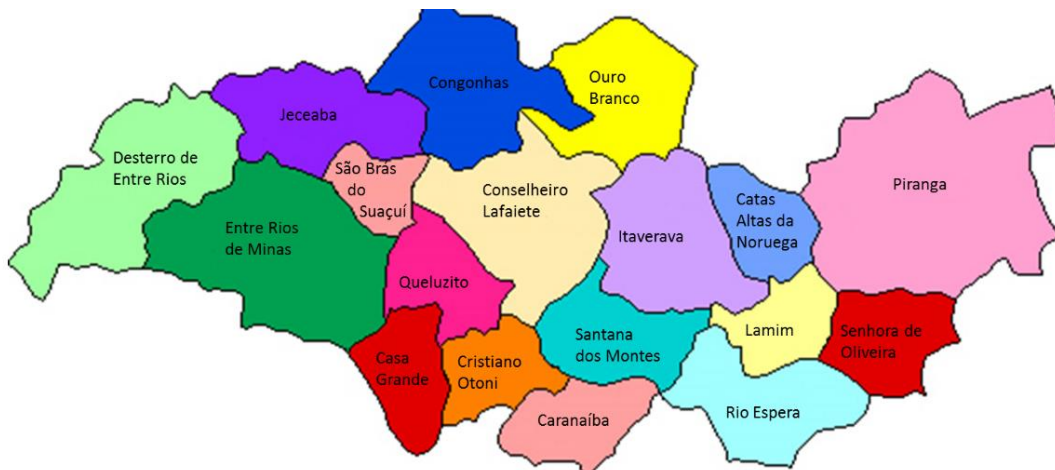 Congonhas
Ouro
Branco
Jeceaba
Desterro de
Entre Rios
São Brás
do
Suaçuí
Conselheiro
Lafaiete
Catas
Altas da
Noruega
Piranga
Entre Rios
de Minas
Itaverava
Queluzito
Santana
dos Montes
Lamim
Senhora de
Oliveira
Casa
Grande
Cristiano
Otoni
Caranaíba
Rio Espera